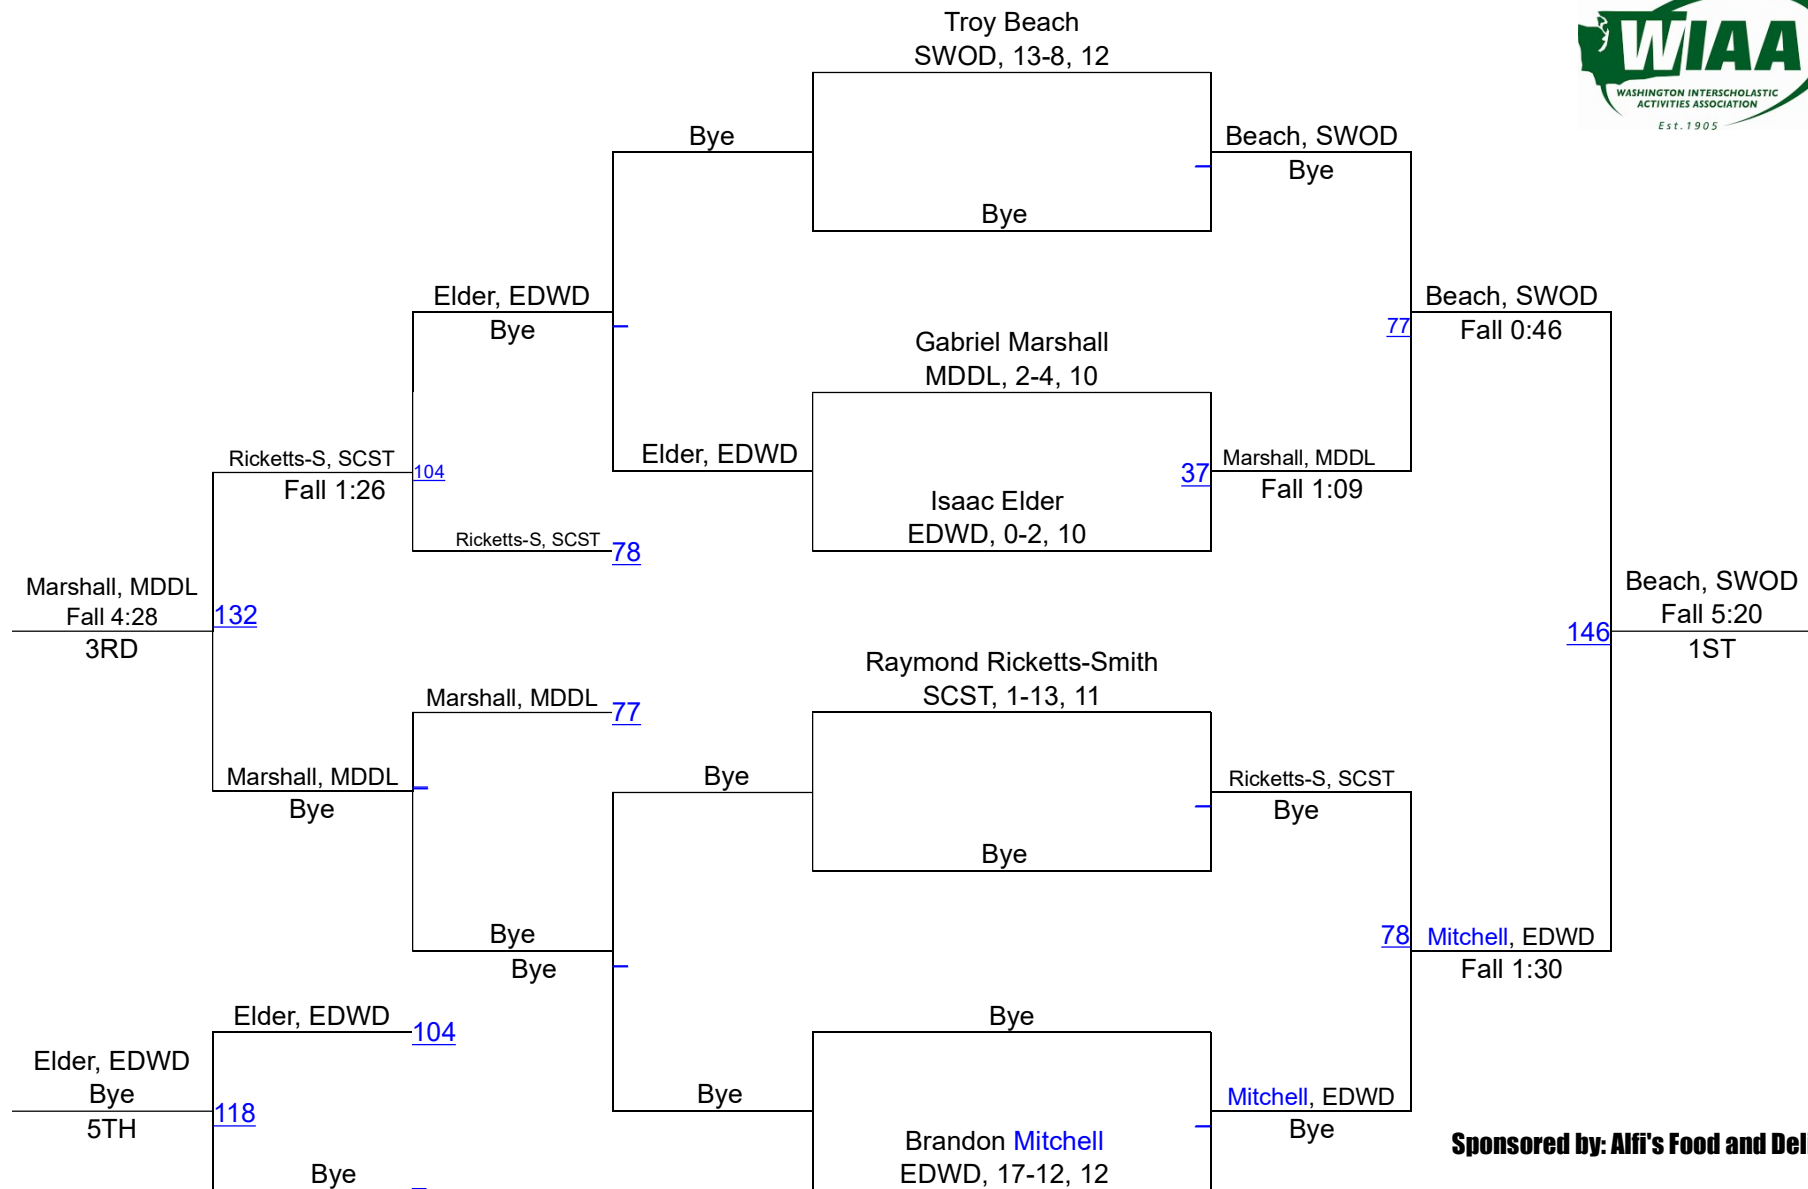 Troy Beach
SWOD, 13-8, 12
WIAA
WASHINGTON INTERSCHOLASTIC
ACTIVITIES ASSOCIATION
Est. 1905
Bye
Beach, SWOD
Bye
Bye
Elder, EDWD
Bye
Beach, SWOD
77
Fall 0:46
Gabriel Marshall
MDDL, 2-4, 10
Elder, EDWD
Ricketts-S, SCST
104
Fall 1:26
37
Marshall, MDDL
Fall 1:09
Isaac Elder
EDWD, 0-2, 10
Ricketts-S, SCST
78
Marshall, MDDL
Fall 4:28
132
3RD
Beach, SWOD
Fall 5:20
146
1ST
Raymond Ricketts-Smith
SCST, 1-13, 11
Marshall, MDDL
77
Marshall, MDDL
Bye
Bye
Ricketts-S, SCST
Bye
Bye
Bye
Bye
78
Mitchell, EDWD
Fall 1:30
Elder, EDWD
104
Bye
Elder, EDWD
Bye
118
5TH
Bye
Mitchell, EDWD
Bye
Brandon Mitchell
EDWD, 17-12, 12
Bye
Sponsored by: Alfi's Food and Deli